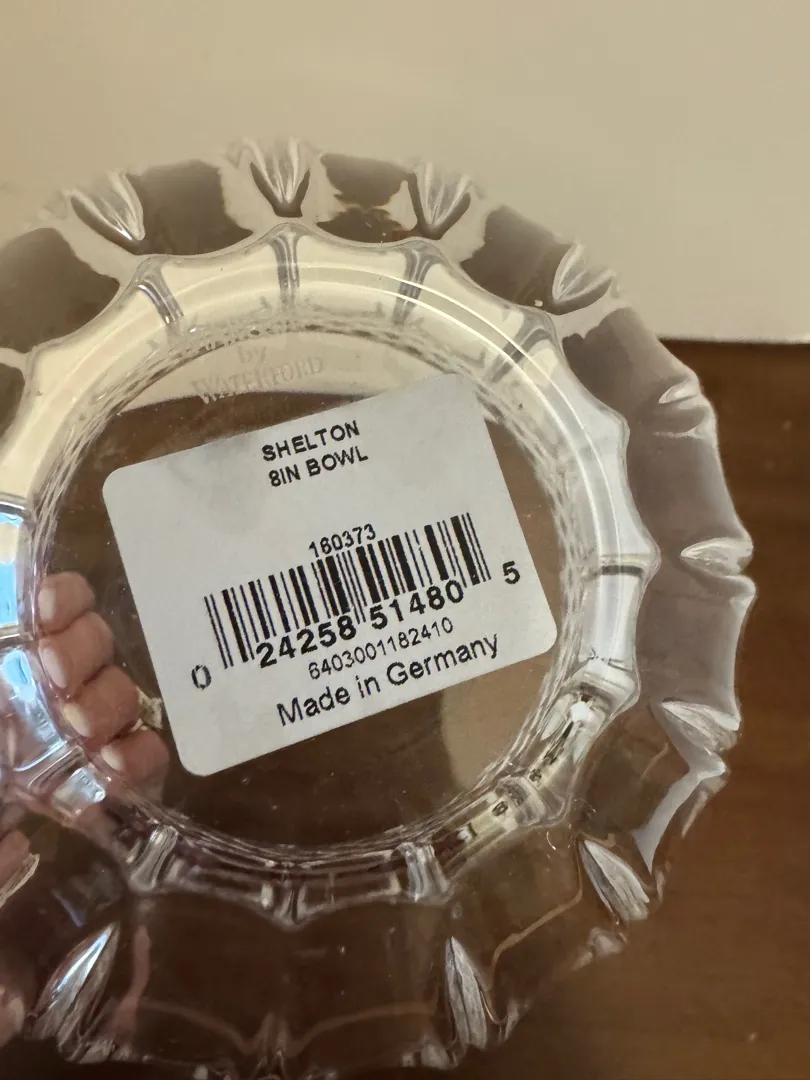 by
WATERFORD
SHELTON
8IN BOWL
160373
0 24258 51480 5
6403001182410
Made in Germany